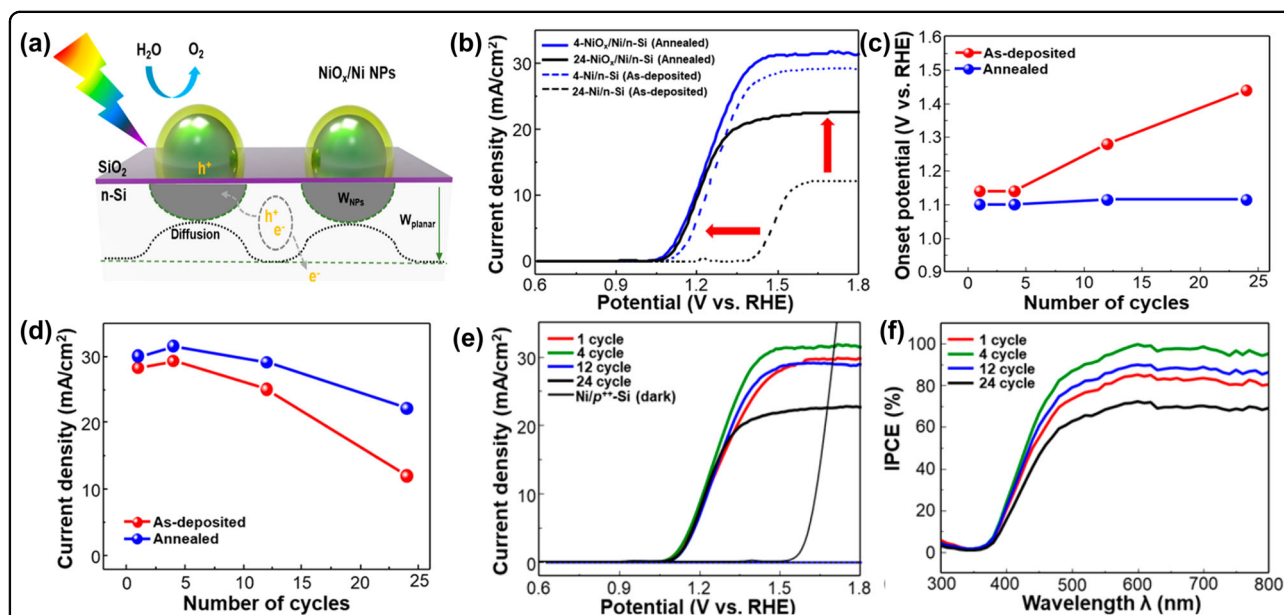 (a)
H₂O
O₂
NiOₓ/Ni NPs
SiO₂
h⁺
n-Si
W_NPs
W_planar
h⁺
e⁻
Diffusion
e⁻
(b)
Current density (mA/cm²)
30
20
10
0
4-NiOₓ/Ni/n-Si (Annealed)
24-NiOₓ/Ni/n-Si (Annealed)
4-Ni/n-Si (As-deposited)
24-Ni/n-Si (As-deposited)
0.6 0.9 1.2 1.5 1.8
Potential (V vs. RHE)
(c)
Onset potential (V vs. RHE)
1.6
1.5
1.4
1.3
1.2
1.1
1.0
0.9
As-deposited
Annealed
0 5 10 15 20 25
Number of cycles
(d)
Current density (mA/cm²)
30
20
10
0
As-deposited
Annealed
0 5 10 15 20 25
Number of cycles
(e)
Current density (mA/cm²)
30
20
10
0
1 cycle
4 cycle
12 cycle
24 cycle
Ni/p⁺⁺-Si (dark)
0.6 0.9 1.2 1.5 1.8
Potential (V vs. RHE)
(f)
IPCE (%)
100
80
60
40
20
0
1 cycle
4 cycle
12 cycle
24 cycle
300 400 500 600 700 800
Wavelength λ (nm)